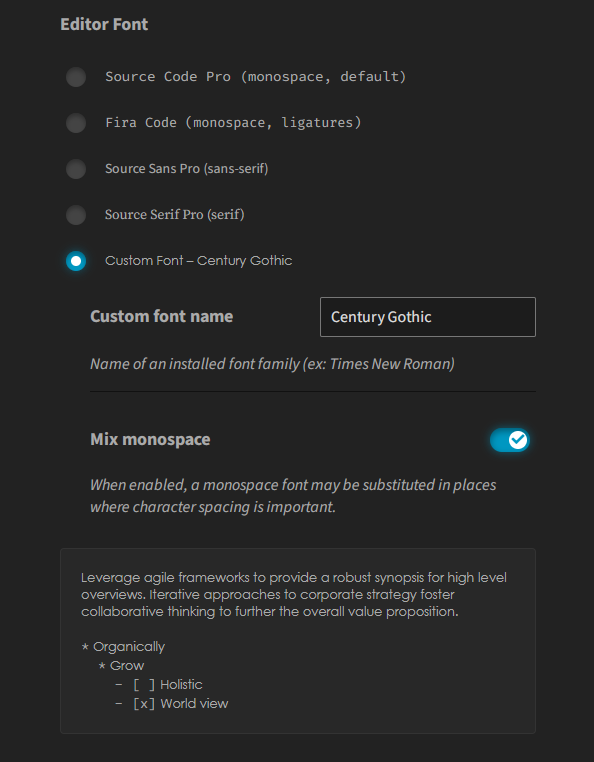 Editor Font
Source Code Pro (monospace, default)
Fira Code (monospace, ligatures)
Source Sans Pro (sans-serif)
Source Serif Pro (serif)
Custom Font – Century Gothic
Custom font name
Century Gothic
Name of an installed font family (ex: Times New Roman)
Mix monospace
When enabled, a monospace font may be substituted in places
where character spacing is important.
Leverage agile frameworks to provide a robust synopsis for high level
overviews. Iterative approaches to corporate strategy foster
collaborative thinking to further the overall value proposition.
* Organically
* Grow
- [ ] Holistic
- [x] World view